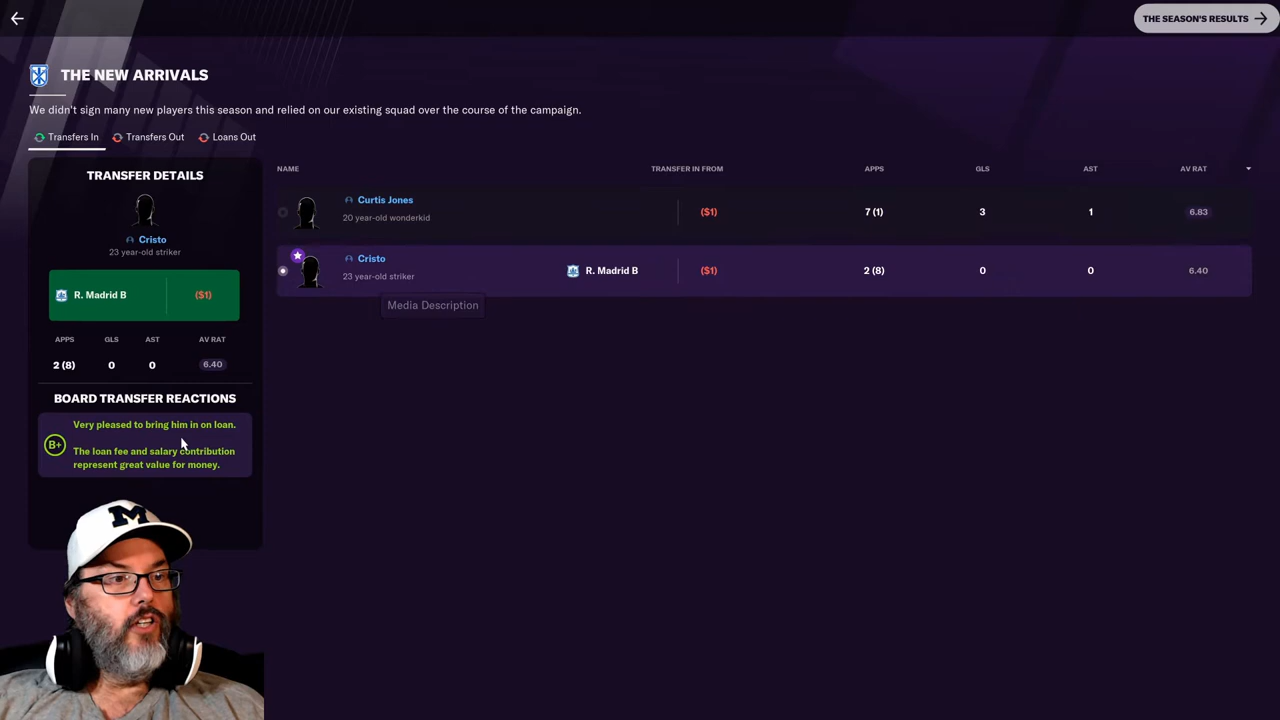 THE SEASON'S RESULTS
THE NEW ARRIVALS
We didn't sign many new players this season and relied on our existing squad over the course of the campaign.
Transfers In Transfers Out Loans Out
TRANSFER DETAILS
Cristo
23 year-old striker
R. Madrid B ($1)
APPS GLS AST AV RAT
2 (8) 0 0 6.40
BOARD TRANSFER REACTIONS
B+
Very pleased to bring him in on loan.
The loan fee and salary contribution
represent great value for money.
NAME TRANSFER IN FROM APPS GLS AST AV RAT
Curtis Jones
20 year-old wonderkid
($1) 7 (1) 3 1 6.83
Cristo
23 year-old striker
R. Madrid B ($1) 2 (8) 0 0 6.40
Media Description
M